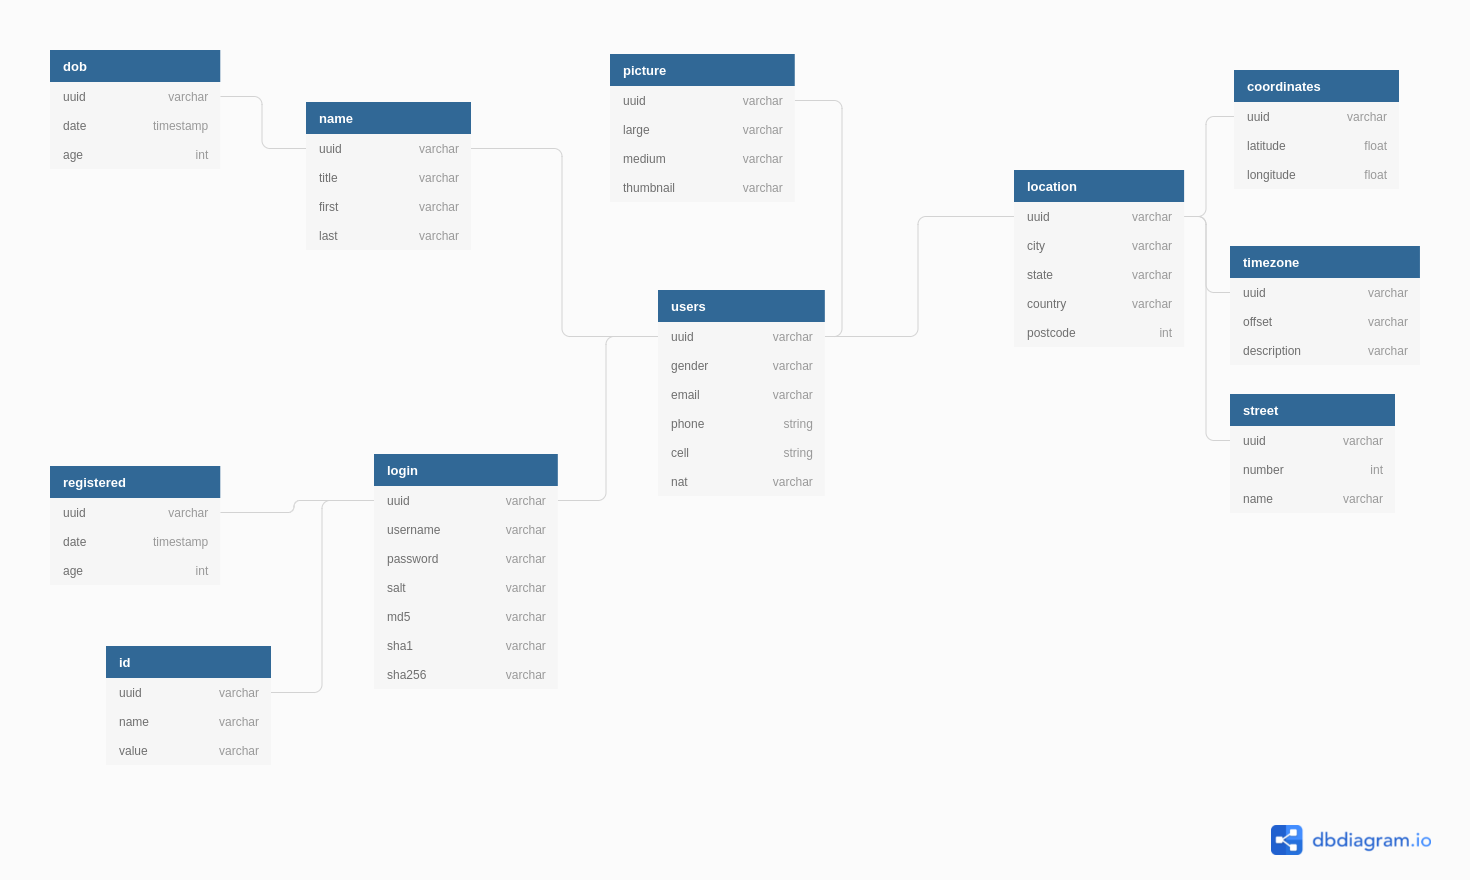 dob
uuid varchar
date timestamp
age int
name
uuid varchar
title varchar
first varchar
last varchar
picture
uuid varchar
large varchar
medium varchar
thumbnail varchar
coordinates
uuid varchar
latitude float
longitude float
location
uuid varchar
city varchar
state varchar
country varchar
postcode int
timezone
uuid varchar
offset varchar
description varchar
users
uuid varchar
gender varchar
email varchar
phone string
cell string
nat varchar
street
uuid varchar
number int
name varchar
registered
uuid varchar
date timestamp
age int
login
uuid varchar
username varchar
password varchar
salt varchar
md5 varchar
sha1 varchar
sha256 varchar
id
uuid varchar
name varchar
value varchar
dbdiagram.io